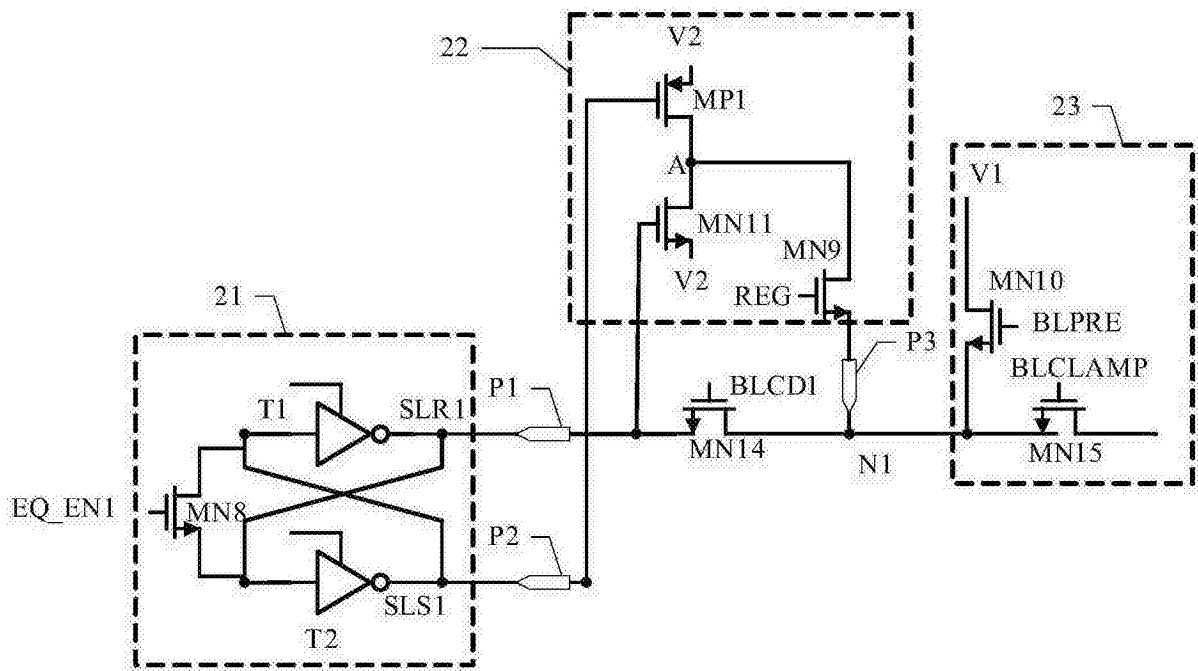 V2
22
MP1
23
A
V1
MN11
MN9
V2
MN10
21
REG
BLPRE
P3
BLCLAMP
P1
BLCD1
T1
SLR1
MN14
N1
MN15
EQ_EN1
MN8
P2
SLS1
T2